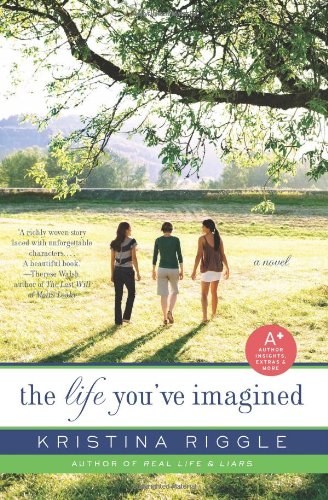 "A richly woven story
laced with unforgettable
characters. . . .
A beautiful book."
—Therese Walsh,
author of The Last Will
of Moira Leahy
a novel
A+
AUTHOR
INSIGHTS,
EXTRAS &
MORE
the life you've imagined
KRISTINA RIGGLE
AUTHOR OF REAL LIFE & LIARS